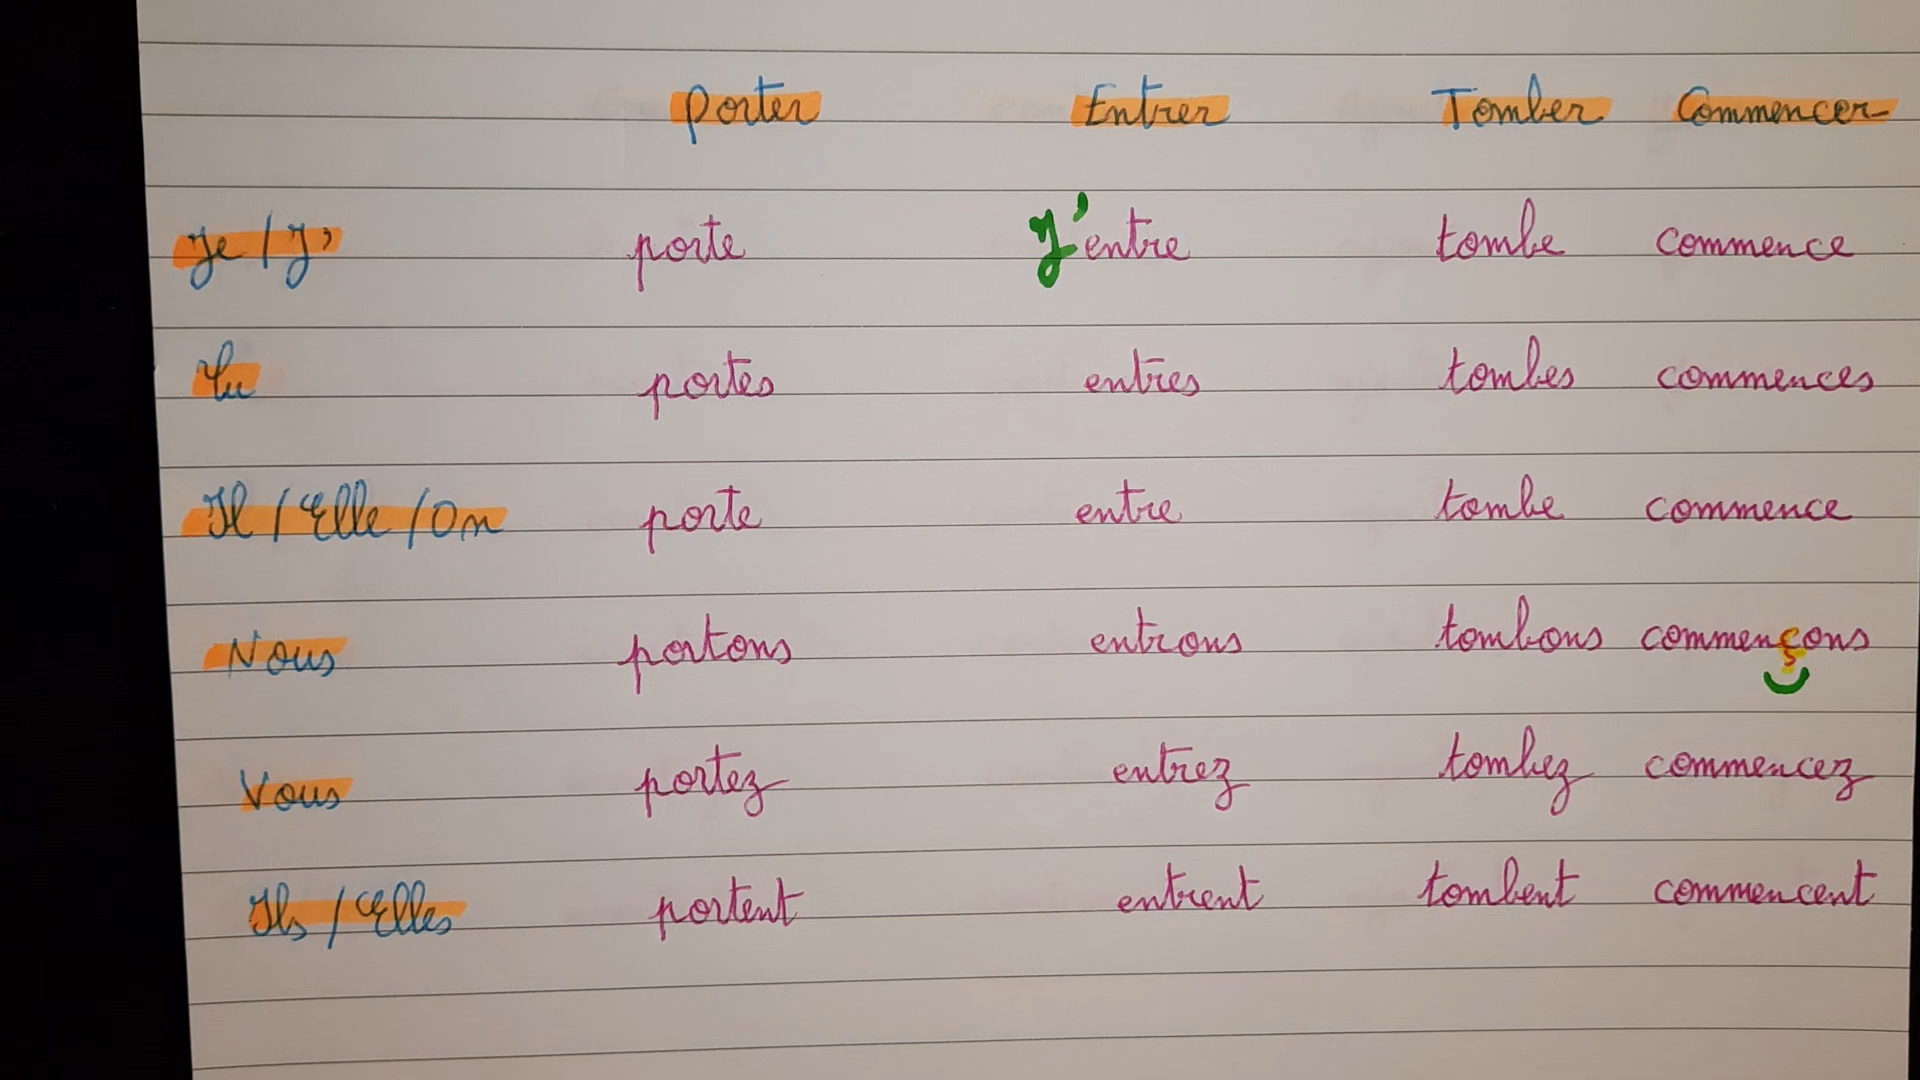 Porter Entrer Tomber Commencer
Je / J' porte J'entre tombe commence
Tu portes entres tombes commences
Il / Elle / On porte entre tombe commence
Nous portons entrons tombons commençons
Vous portez entrez tombez commencez
Ils / Elles portent entrent tombent commencent